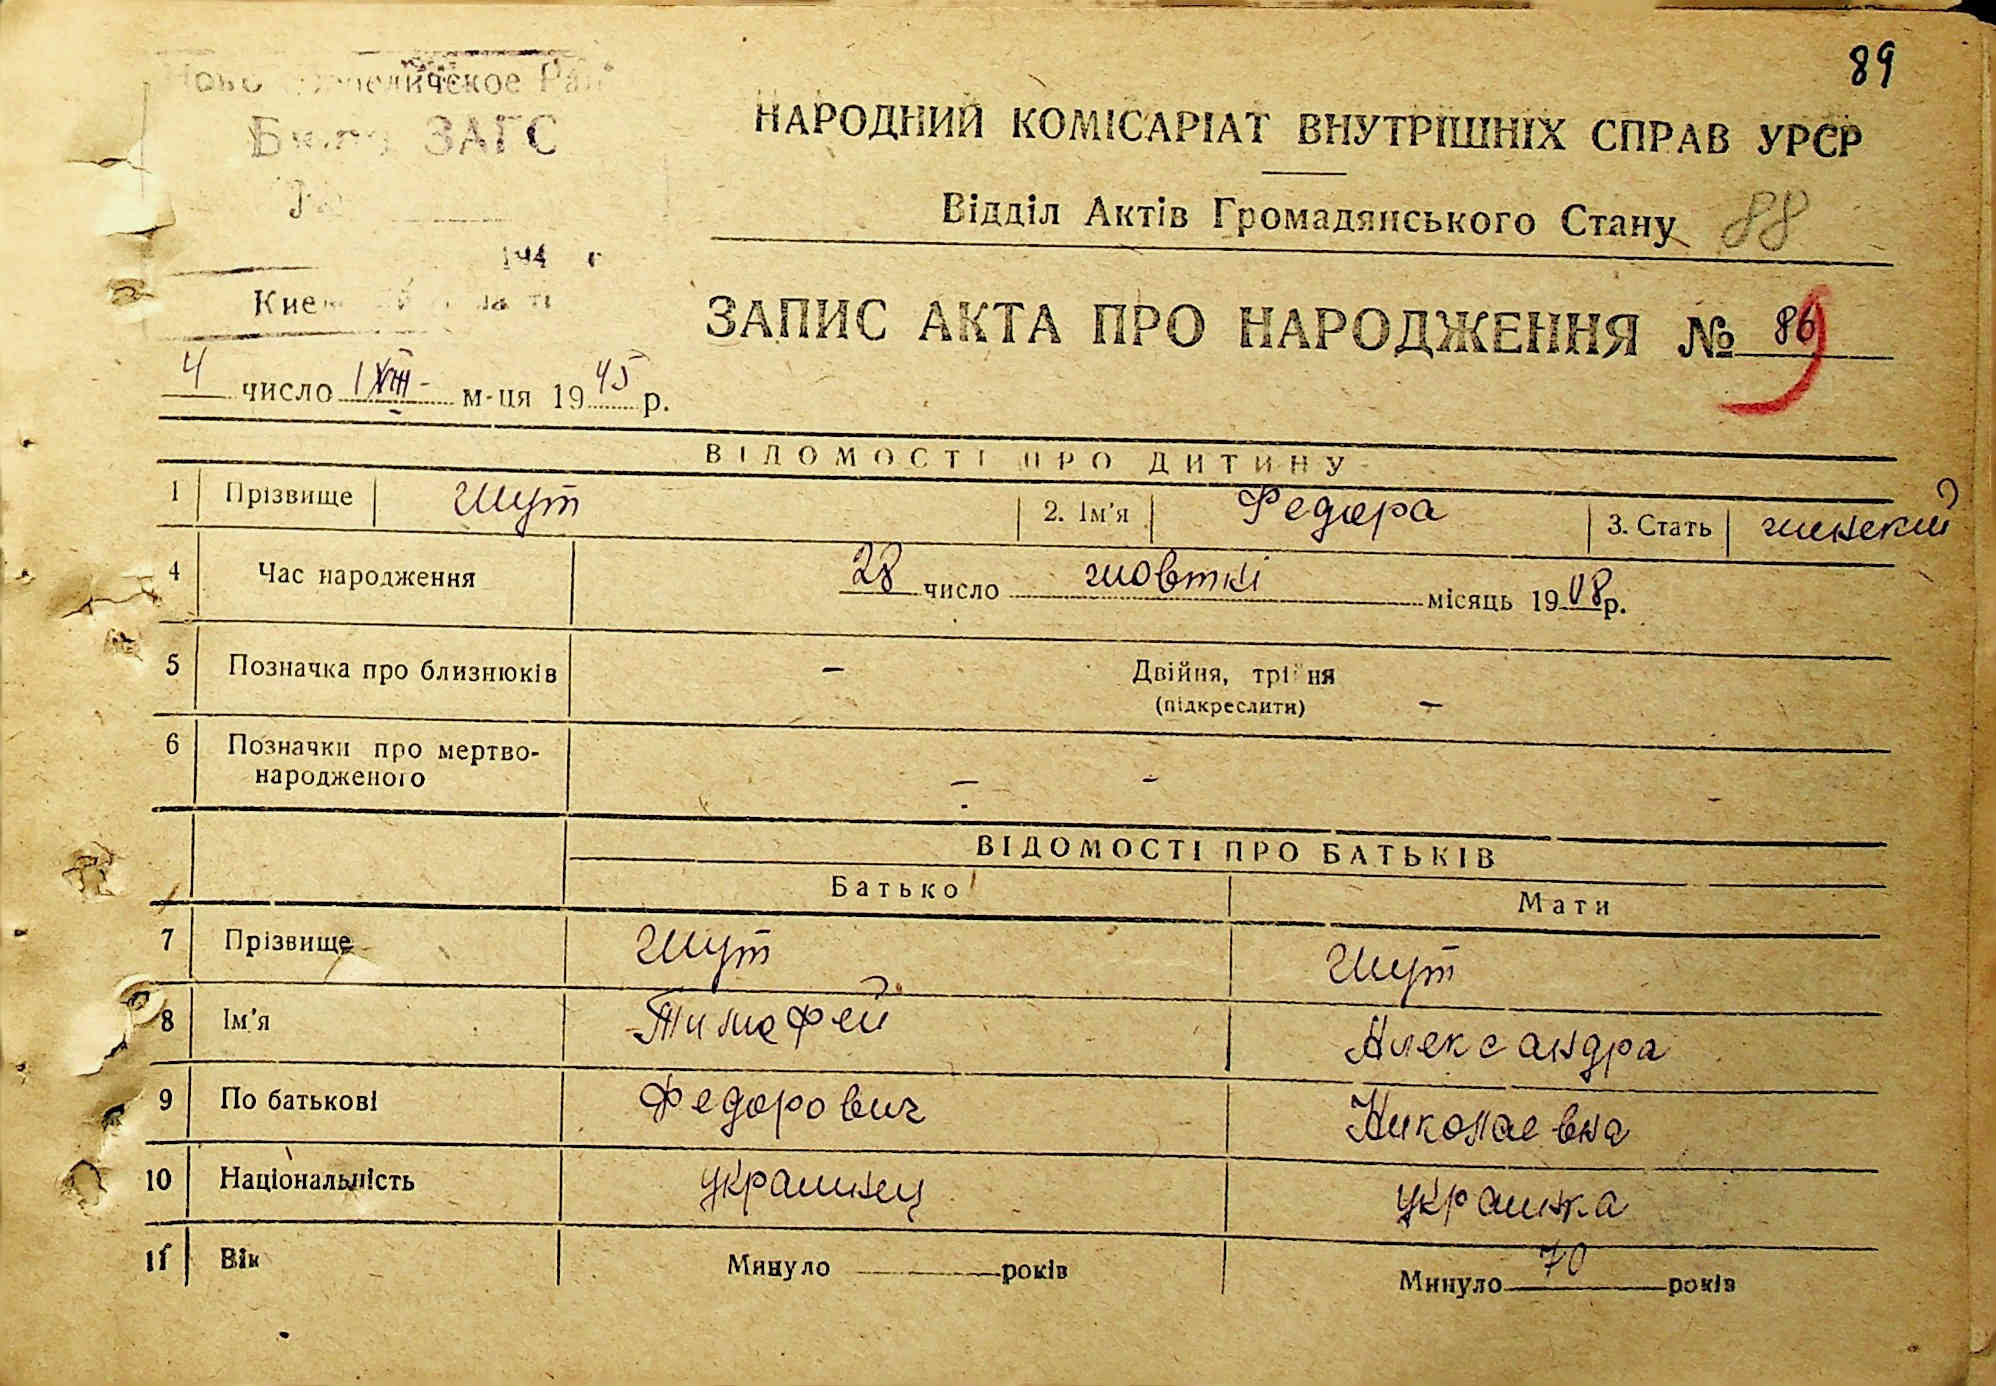 89
ЗАГС
НАРОДНИЙ КОМІСАРІАТ ВНУТРІШНІХ СПРАВ УРСР
Відділ Актів Громадянського Стану 88
194 г
ЗАПИС АКТА ПРО НАРОДЖЕННЯ № 86
4 число м-ця 1945 р.
ВІДОМОСТІ ПРО ДИТИНУ
1 Прізвище Шут 2. Ім'я Федора 3. Стать
4 Час народження 28 число жовтні місяць 1908 р.
5 Позначка про близнюків – Двійня, трійня
(підкреслити) –
6 Позначки про мертво-
народженого – -
ВІДОМОСТІ ПРО БАТЬКІВ
Батько Мати
7 Прізвище Шут Шут
8 Ім'я Тимофей Александра
9 По батькові Федорович Николаевна
10 Національність украинец украинка
11 Вік Минуло років Минуло 70 років